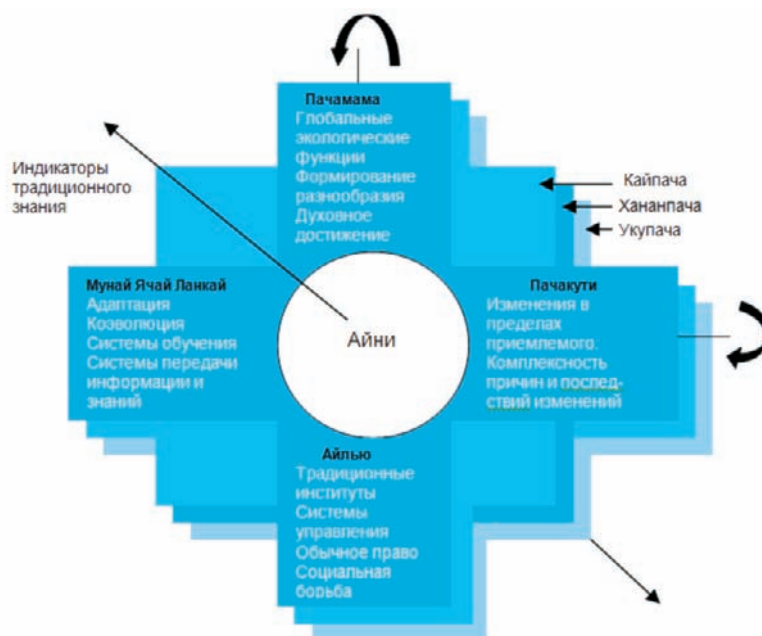 Пачамама
Глобальные
экологические
функции
Формирование
разнообразия
Духовное
достижение
Индикаторы
традиционного
знания
Кайпача
Хананпача
Укупача
Мунай Ячай Ланкай
Адаптация
Коэволюция
Системы обучения
Системы передачи
информации и
знаний
Айни
Пачакути
Изменения в
пределах
приемлемого.
Комплексность
причин и послед-
ствий изменений
Айлью
Традиционные
институты
Системы
управления
Обычное право
Социальная
борьба